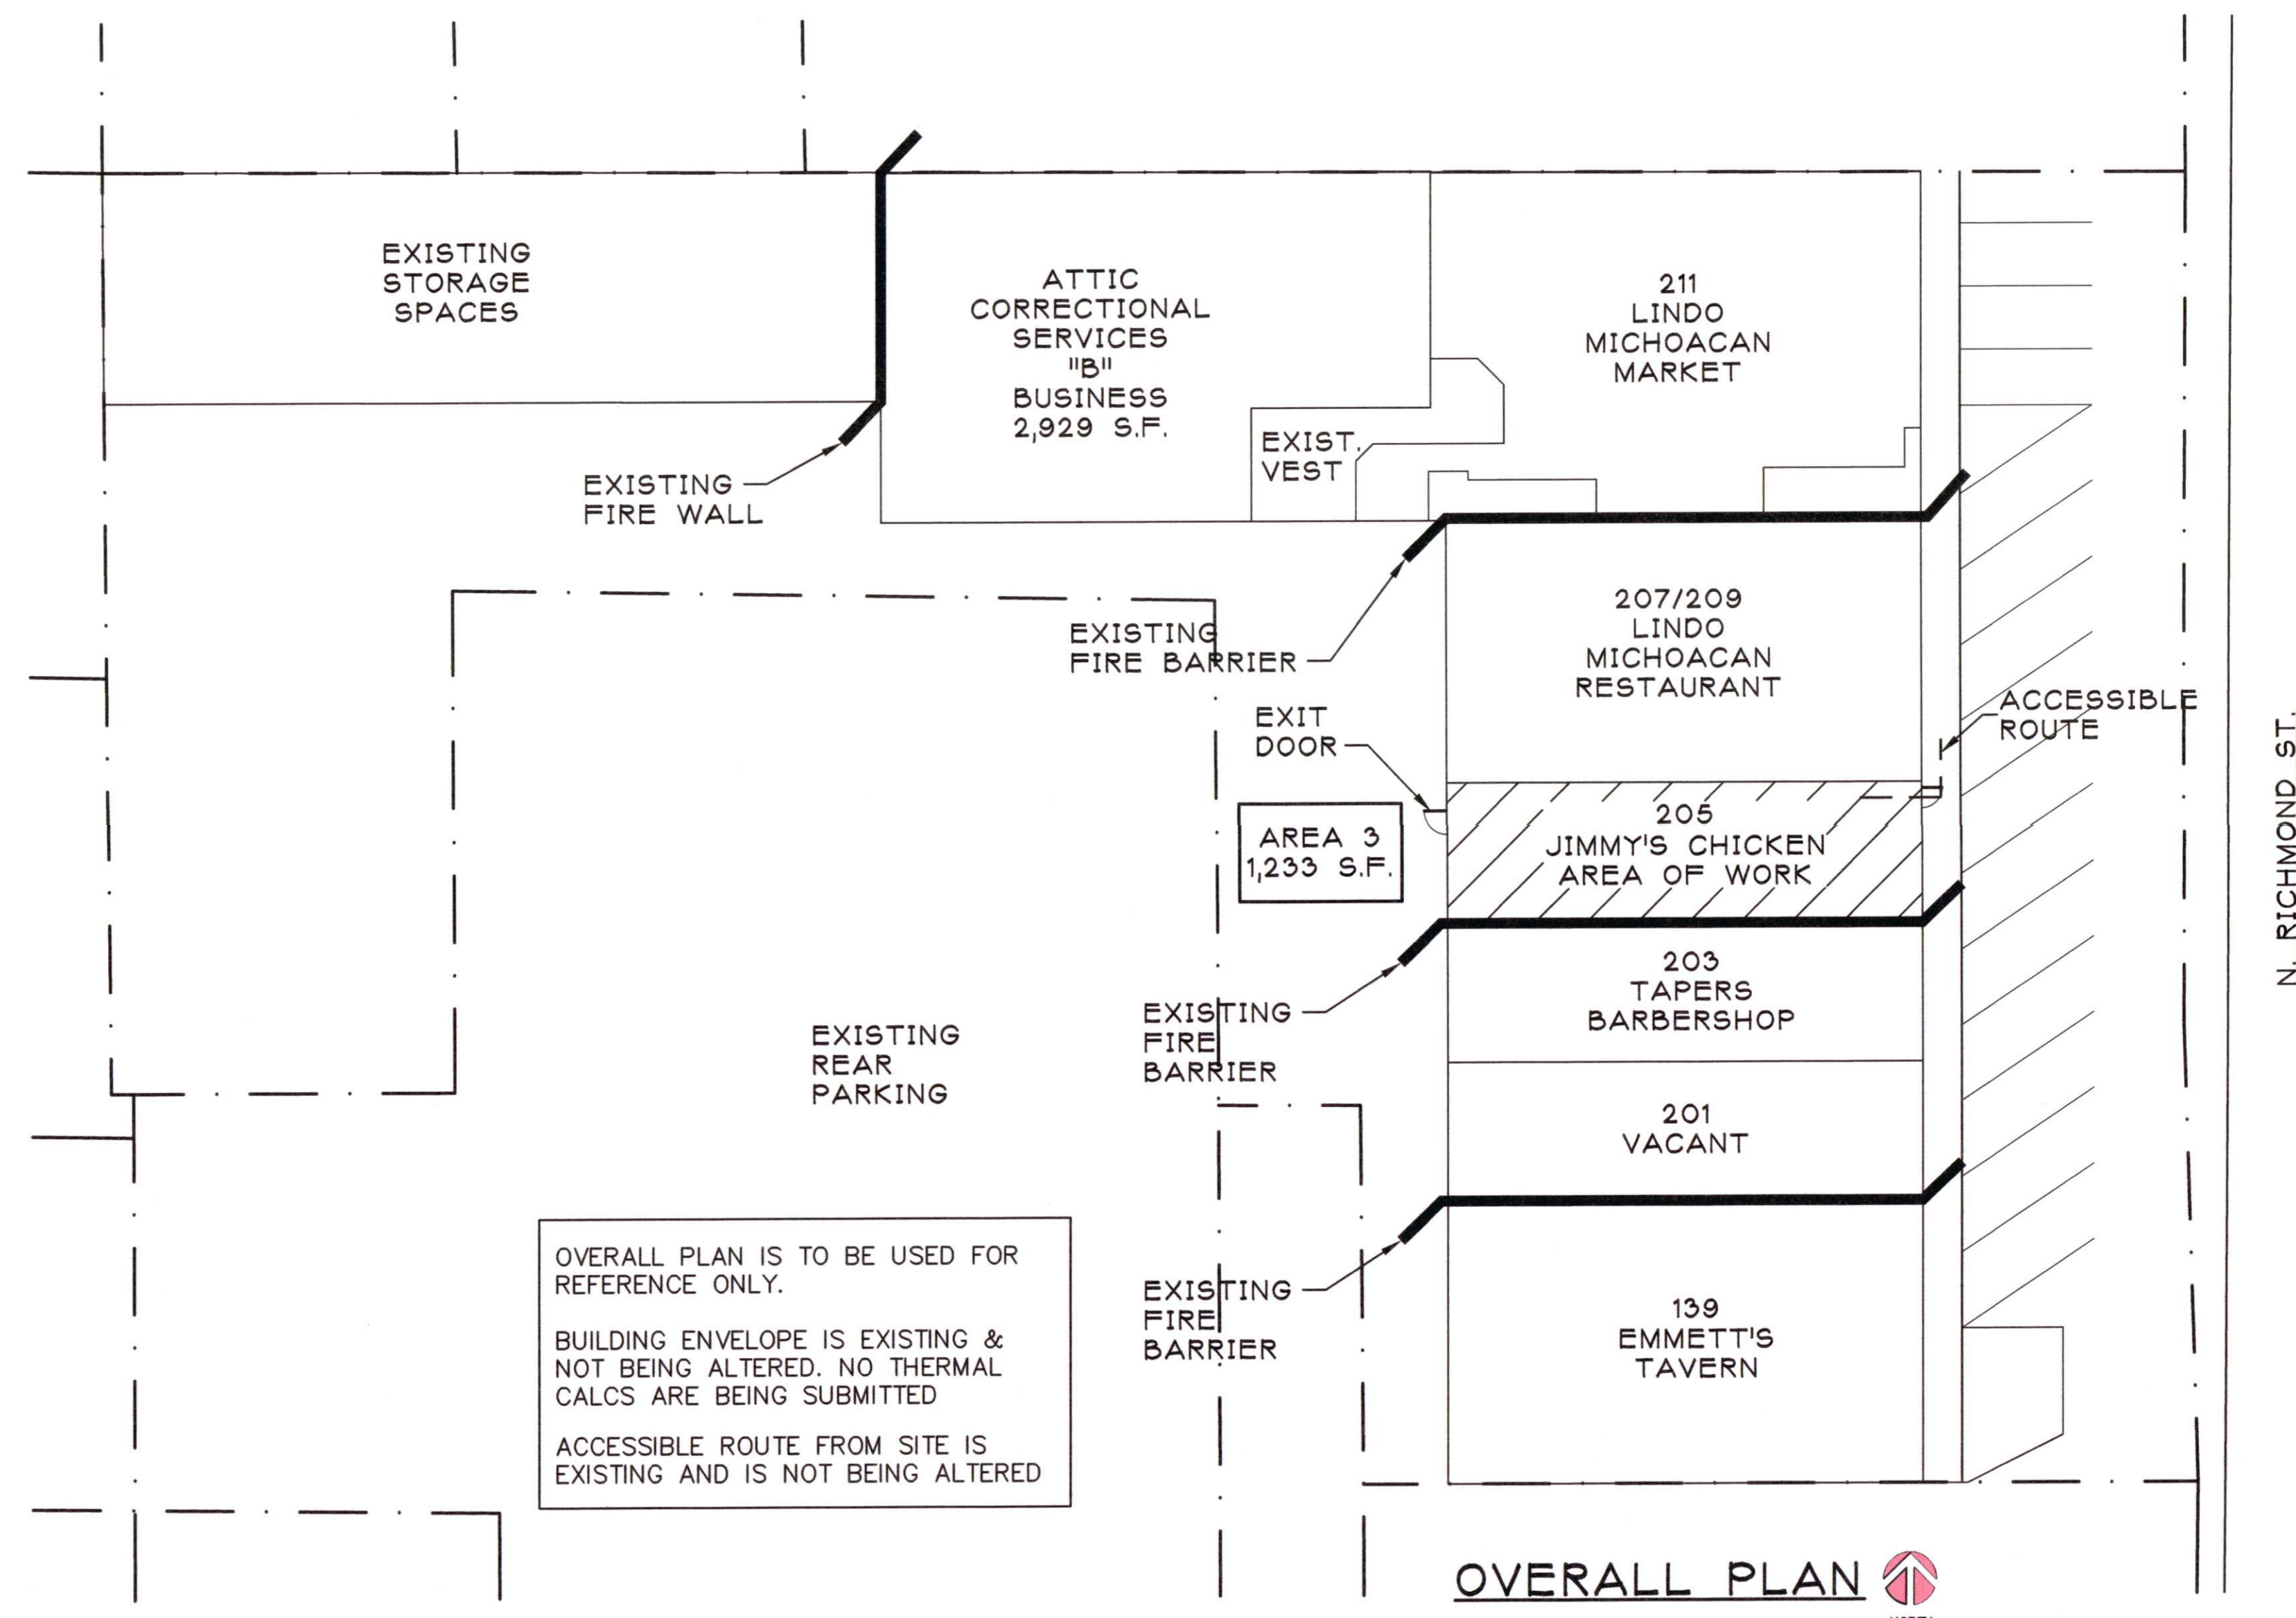 EXISTING
STORAGE
SPACES
ATTIC
CORRECTIONAL
SERVICES
"B"
BUSINESS
2,929 S.F.
211
LINDO
MICHOACAN
MARKET
EXIST.
VEST
EXISTING
FIRE WALL
EXISTING
FIRE BARRIER
207/209
LINDO
MICHOACAN
RESTAURANT
EXIT
DOOR
ACCESSIBLE
ROUTE
N. RICHMOND ST.
AREA 3
1,233 S.F.
205
JIMMY'S CHICKEN
AREA OF WORK
EXISTING
FIRE
BARRIER
203
TAPERS
BARBERSHOP
EXISTING
REAR
PARKING
201
VACANT
EXISTING
FIRE
BARRIER
139
EMMETT'S
TAVERN
OVERALL PLAN IS TO BE USED FOR
REFERENCE ONLY.
BUILDING ENVELOPE IS EXISTING &
NOT BEING ALTERED. NO THERMAL
CALCS ARE BEING SUBMITTED
ACCESSIBLE ROUTE FROM SITE IS
EXISTING AND IS NOT BEING ALTERED
OVERALL PLAN